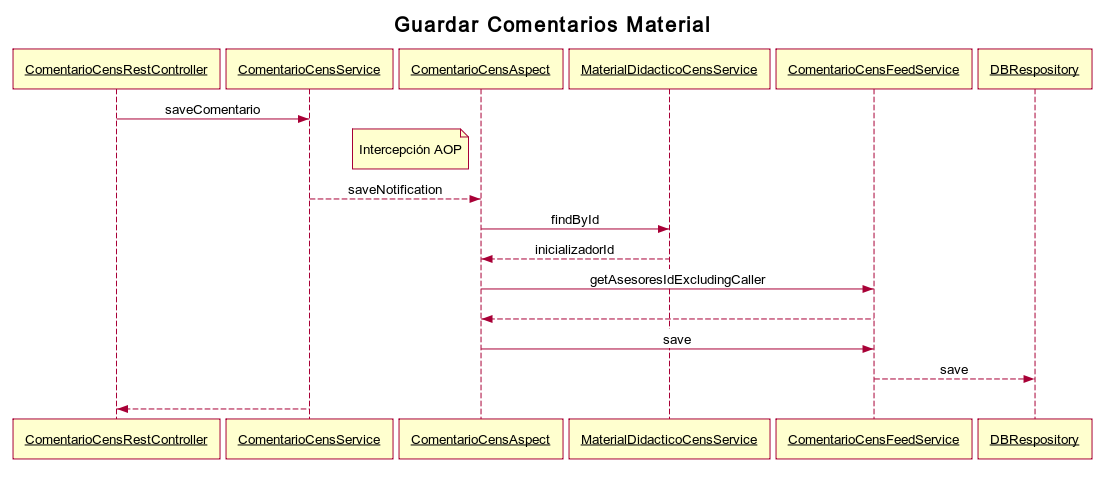 Guardar Comentarios Material
ComentarioCensRestController ComentarioCensService ComentarioCensAspect MaterialDidacticoCensService ComentarioCensFeedService DBRespository
saveComentario
Intercepción AOP
saveNotification
findById
inicializadorId
getAsesoresIdExcludingCaller
save
save
ComentarioCensRestController ComentarioCensService ComentarioCensAspect MaterialDidacticoCensService ComentarioCensFeedService DBRespository